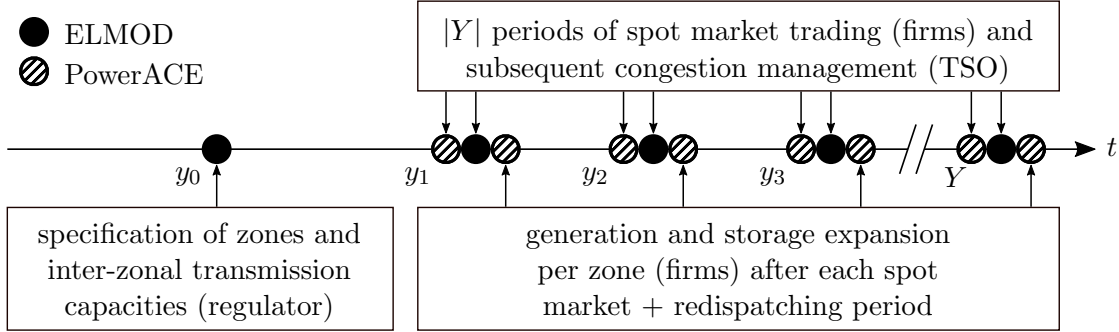 ELMOD
PowerACE
|Y| periods of spot market trading (firms) and
subsequent congestion management (TSO)
t
y₀
y₁
y₂
y₃
Y
specification of zones and
inter-zonal transmission
capacities (regulator)
generation and storage expansion
per zone (firms) after each spot
market + redispatching period